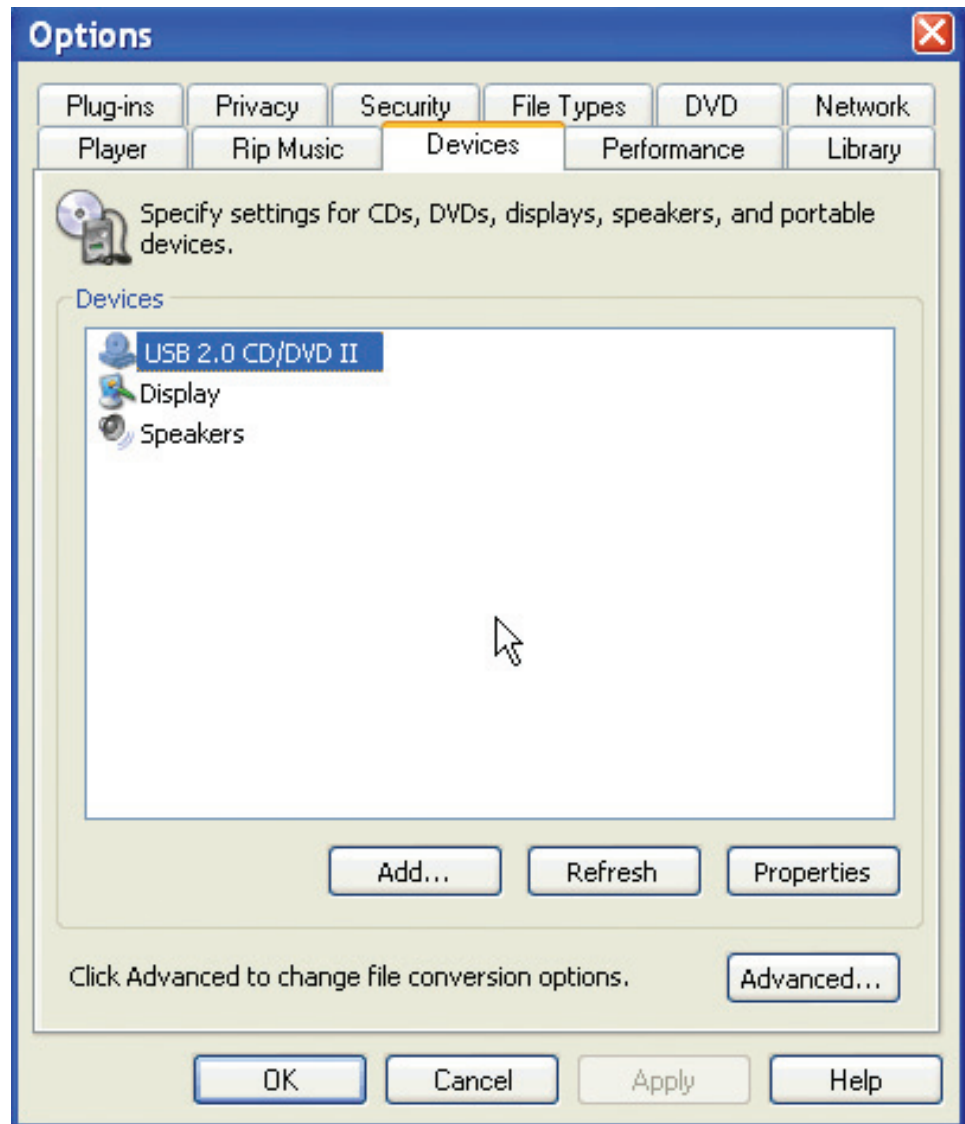 Options
Plug-ins Privacy Security File Types DVD Network
Player Rip Music Devices Performance Library
Specify settings for CDs, DVDs, displays, speakers, and portable
devices.
Devices
USB 2.0 CD/DVD II
Display
Speakers
Add... Refresh Properties
Click Advanced to change file conversion options. Advanced...
OK Cancel Apply Help